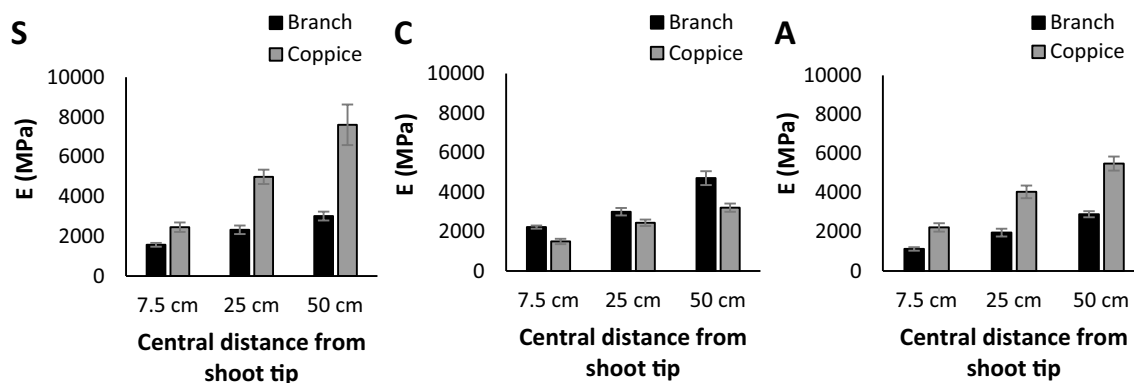 S
Branch
Coppice
E (MPa)
10000
8000
6000
4000
2000
0
7.5 cm
25 cm
50 cm
Central distance from
shoot tip
C
Branch
Coppice
E (MPa)
10000
8000
6000
4000
2000
0
7.5 cm
25 cm
50 cm
Central distance from
shoot tip
A
Branch
Coppice
E (MPa)
10000
8000
6000
4000
2000
0
7.5 cm
25 cm
50 cm
Central distance from
shoot tip